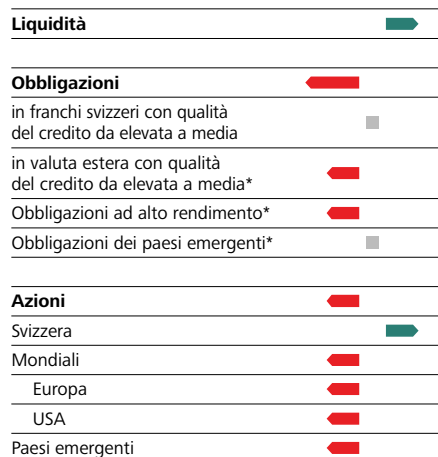 Liquidità
Obbligazioni
in franchi svizzeri con qualità
del credito da elevata a media
in valuta estera con qualità
del credito da elevata a media*
Obbligazioni ad alto rendimento*
Obbligazioni dei paesi emergenti*
Azioni
Svizzera
Mondiali
Europa
USA
Paesi emergenti